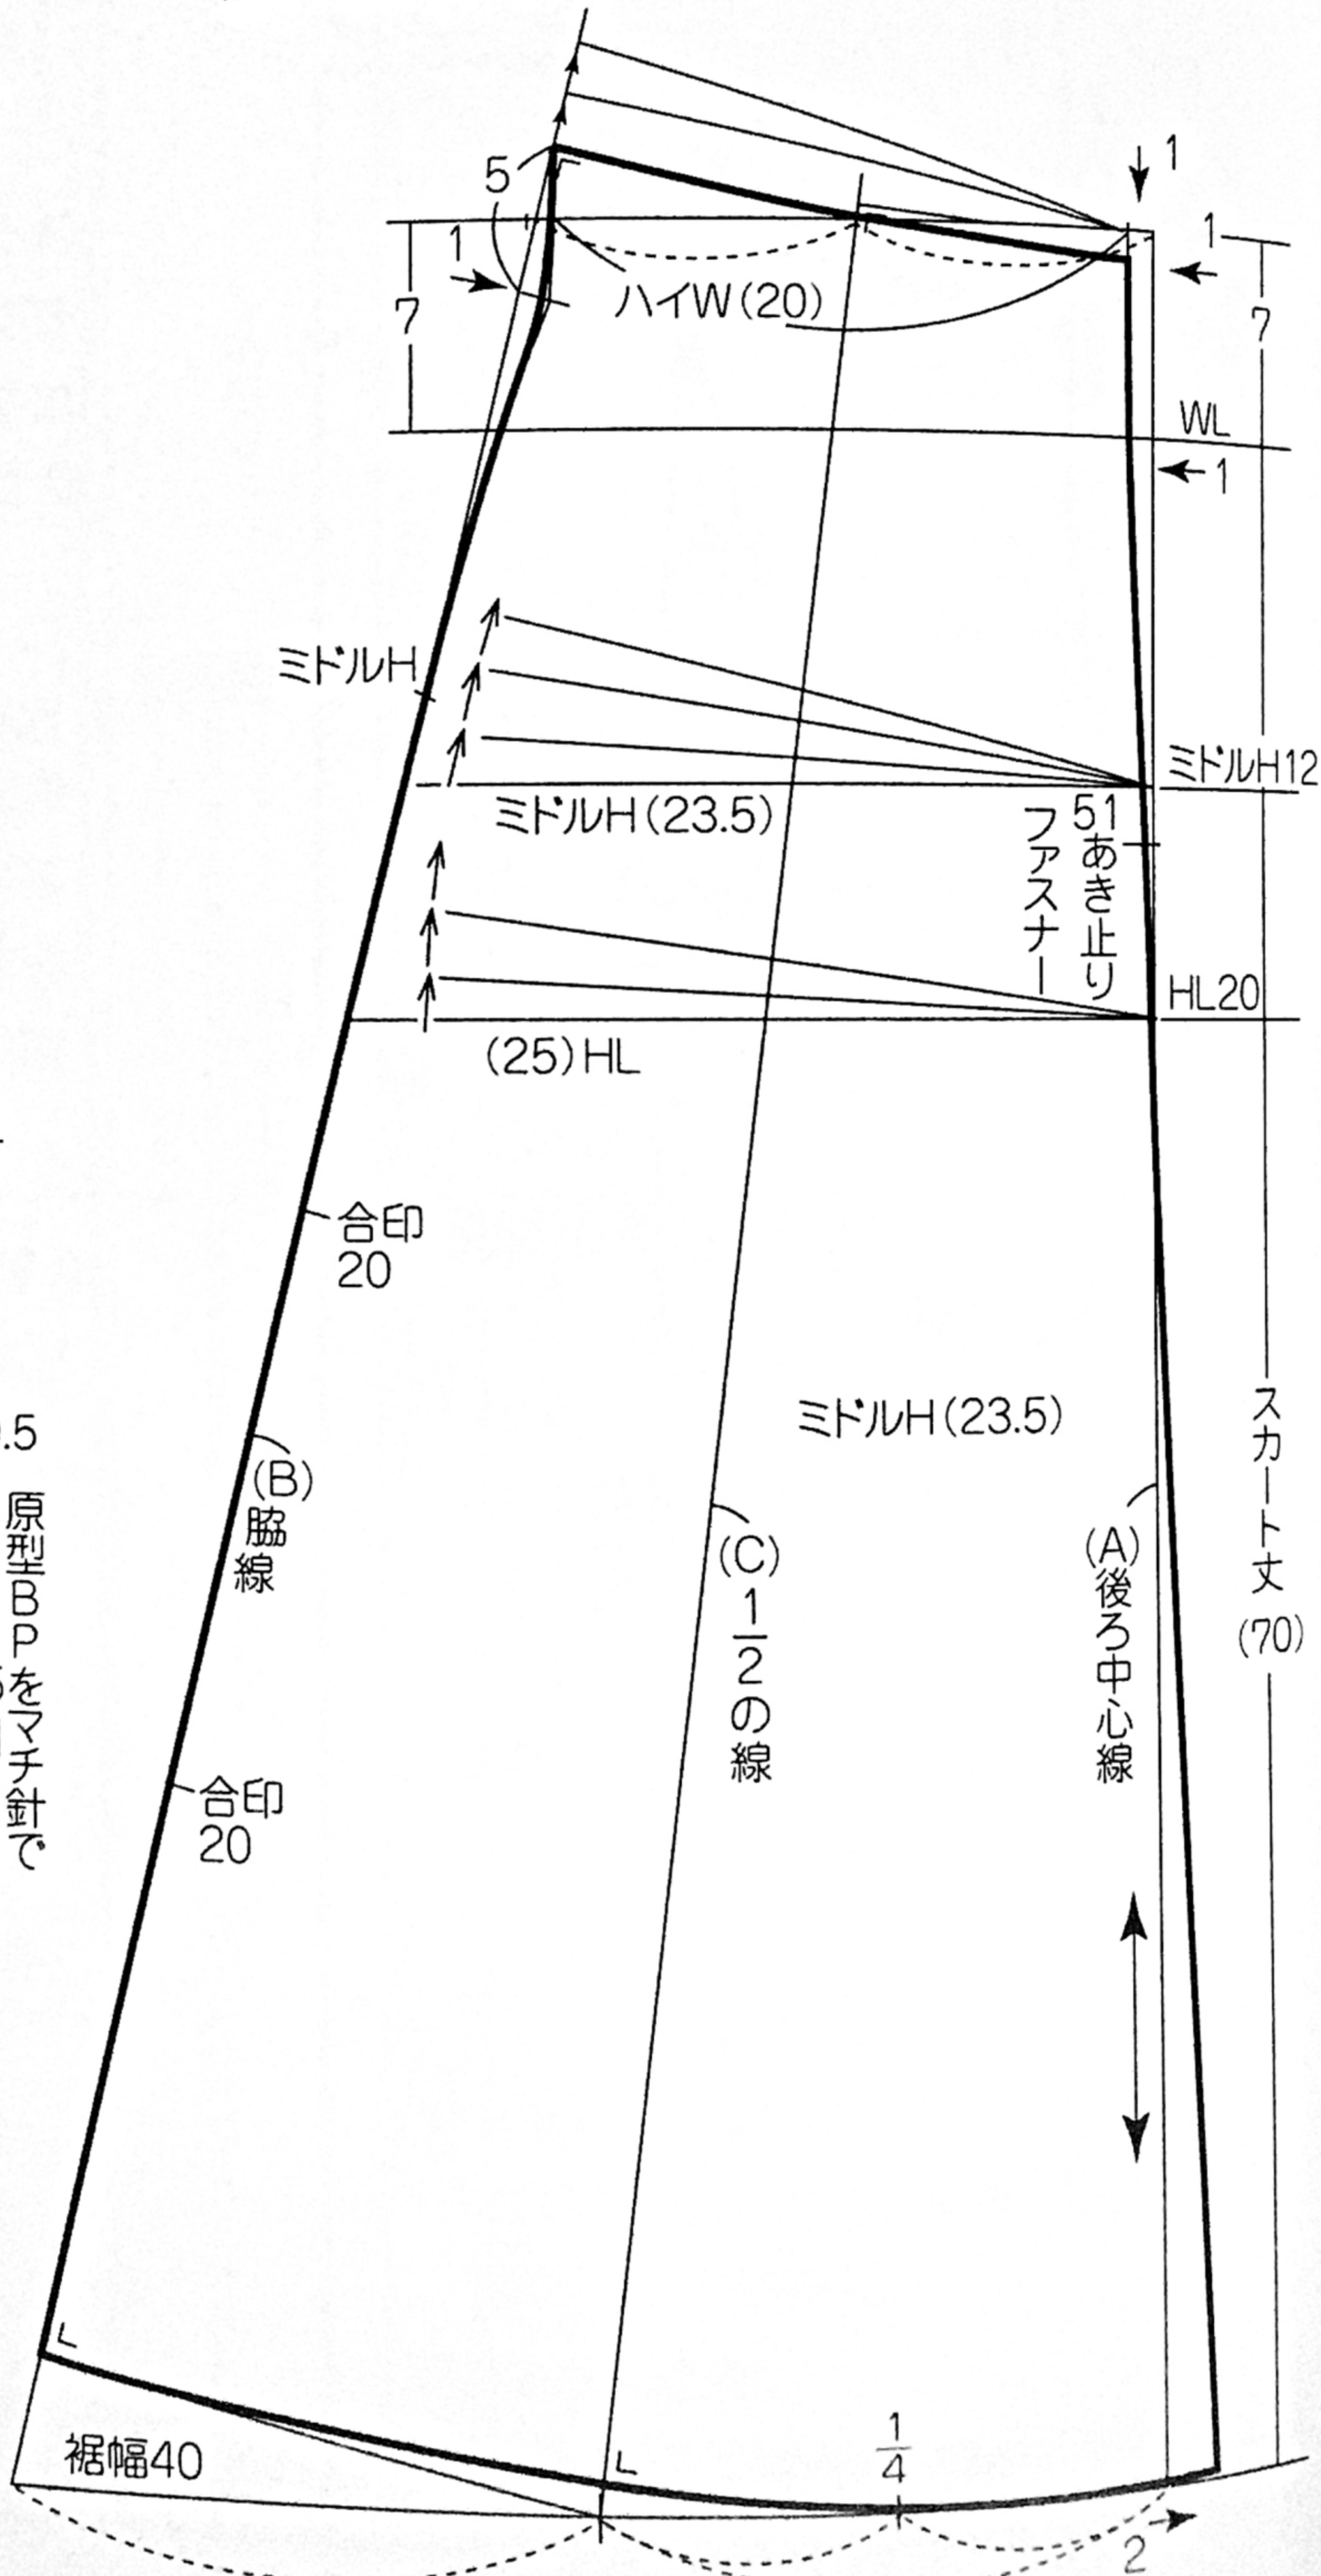 5
1
1
1
7
7
ハイW(20)
WL
1
ミドルH
ミドルH12
ミドルH(23.5)
51あき止り
ファスナー
HL20
(25)HL
合印
20
ミドルH(23.5)
スカート丈
(70)
.5
原型BPをマチ針で
(B)
脇線
(C)
1/2の線
(A)
後ろ中心線
合印
20
裾幅40
1/4
2